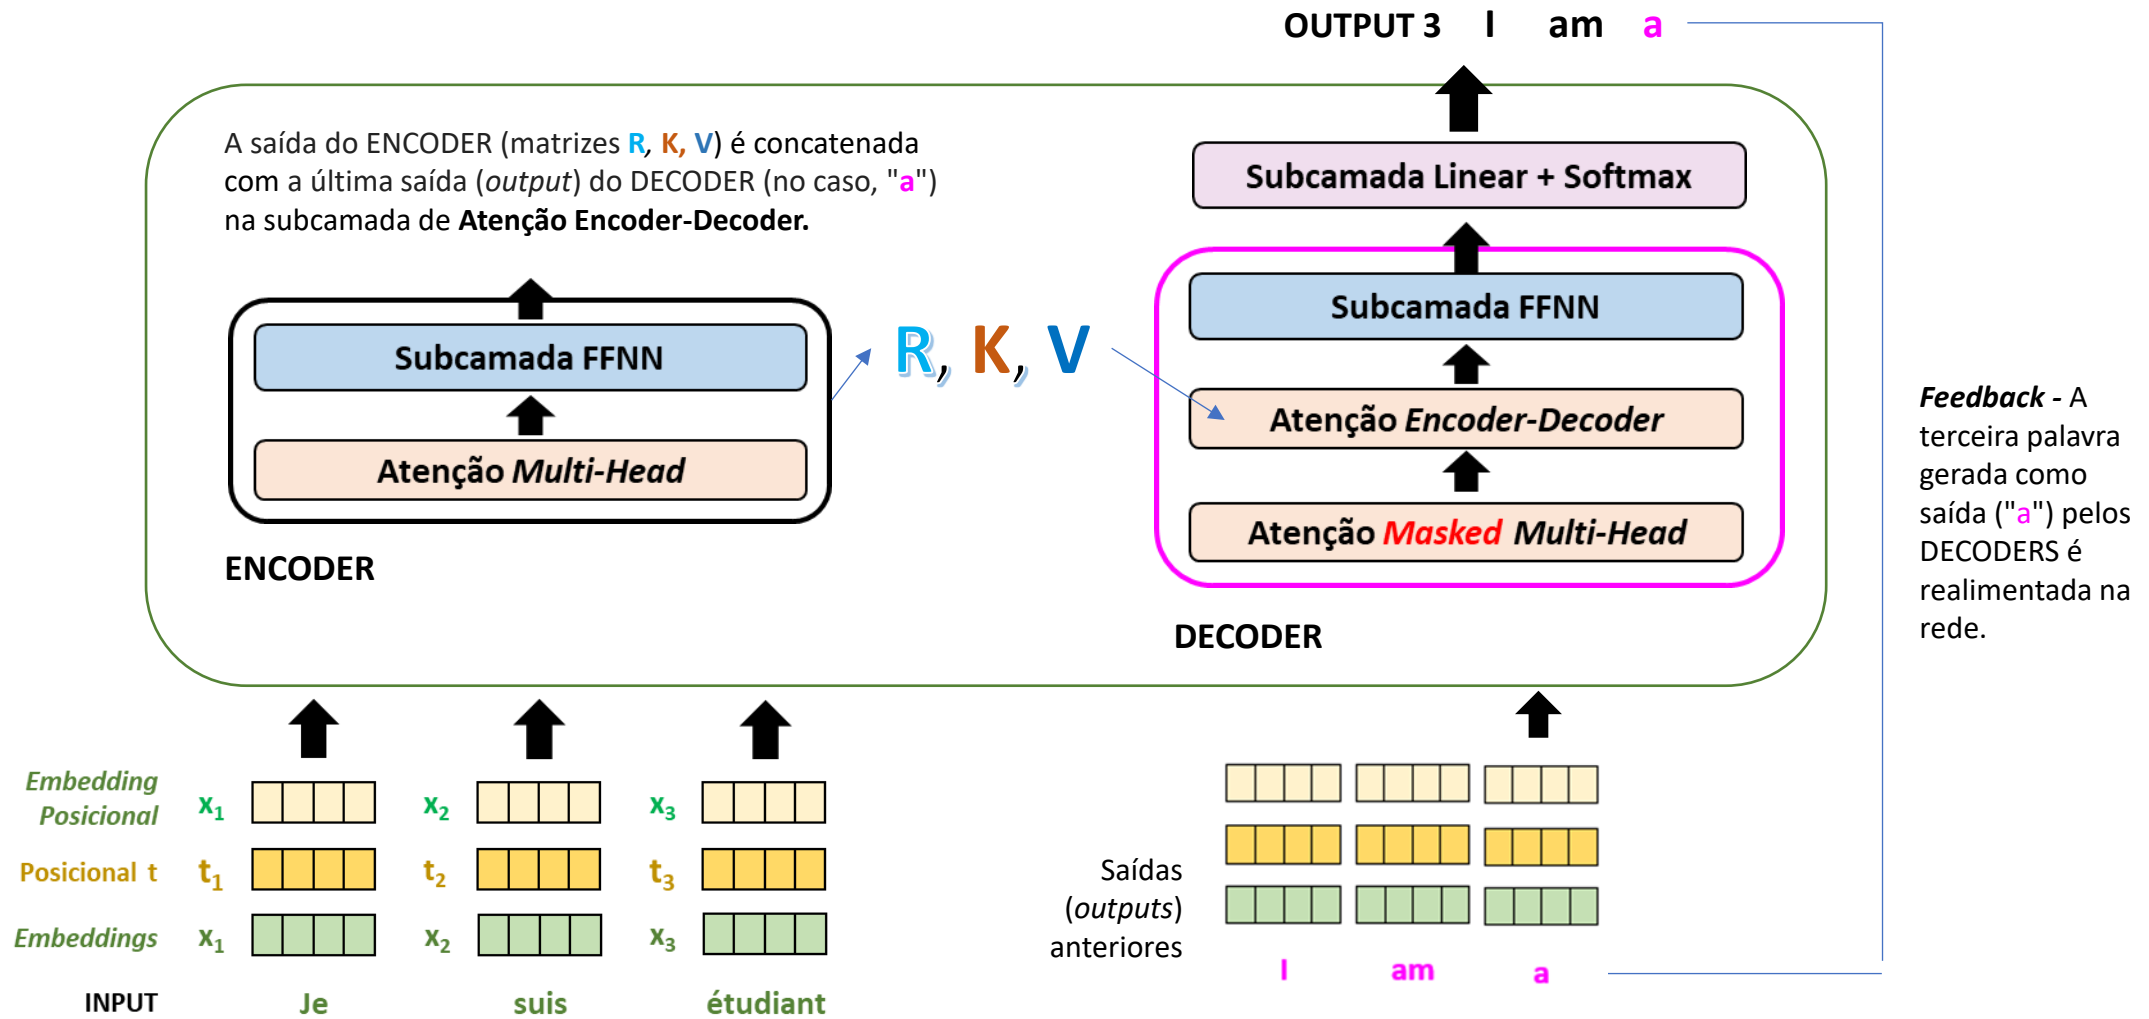 OUTPUT 3 I am a
A saída do ENCODER (matrizes R, K, V) é concatenada
com a última saída (output) do DECODER (no caso, "a")
na subcamada de Atenção Encoder-Decoder.
Subcamada FFNN
Atenção Multi-Head
ENCODER
R, K, V
Subcamada Linear + Softmax
Subcamada FFNN
Atenção Encoder-Decoder
Atenção Masked Multi-Head
DECODER
Feedback - A
terceira palavra
gerada como
saída ("a") pelos
DECODERS é
realimentada na
rede.
Embedding
Posicional
x1 x2 x3
Posicional t t1 t2 t3
Embeddings x1 x2 x3
INPUT Je suis étudiant
Saídas
(outputs)
anteriores
I am a